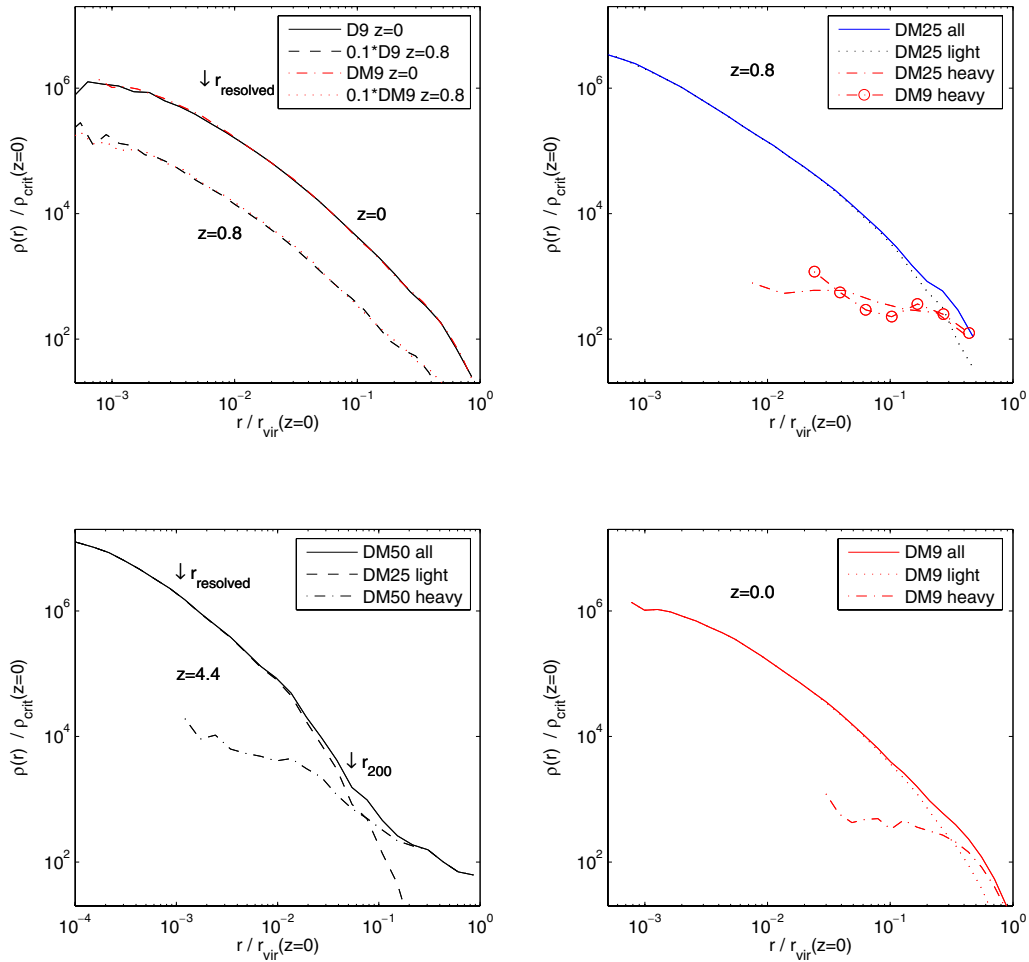 D9 z=0
0.1*D9 z=0.8
DM9 z=0
0.1*DM9 z=0.8
↓ r_resolved
z=0
z=0.8
10^6
10^4
10^2
10^-3
10^-2
10^-1
10^0
ρ(r) / ρ_crit(z=0)
r / r_vir(z=0)
DM25 all
DM25 light
DM25 heavy
DM9 heavy
z=0.8
10^6
10^4
10^2
10^-3
10^-2
10^-1
10^0
ρ(r) / ρ_crit(z=0)
r / r_vir(z=0)
DM50 all
DM25 light
DM50 heavy
↓ r_resolved
z=4.4
↓ r_200
10^6
10^4
10^2
10^-4
10^-3
10^-2
10^-1
10^0
ρ(r) / ρ_crit(z=0)
r / r_vir(z=0)
DM9 all
DM9 light
DM9 heavy
z=0.0
10^6
10^4
10^2
10^-3
10^-2
10^-1
10^0
ρ(r) / ρ_crit(z=0)
r / r_vir(z=0)